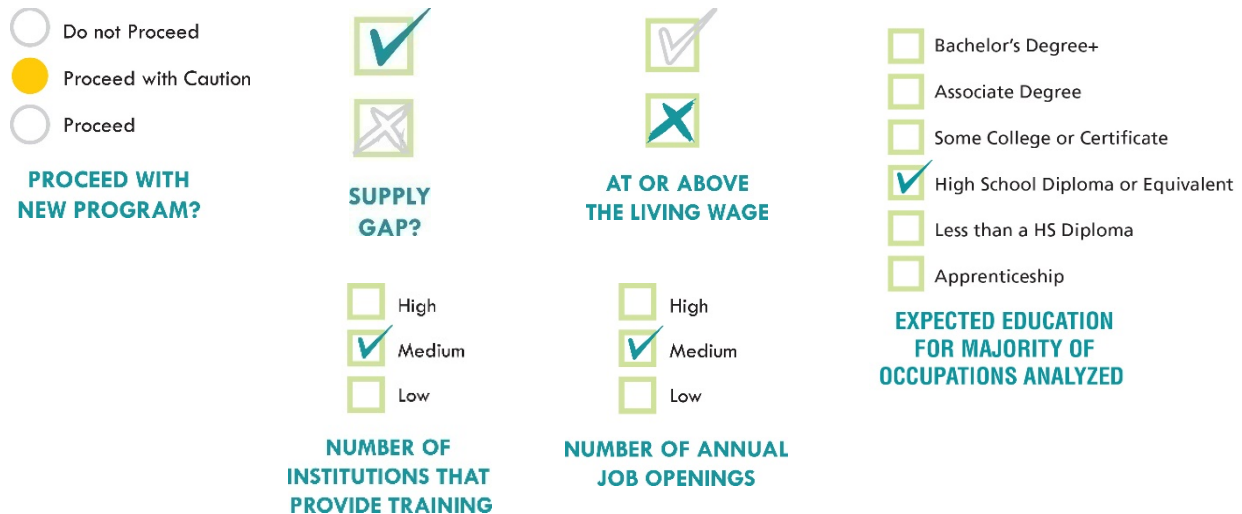 Do not Proceed
Proceed with Caution
Proceed
PROCEED WITH
NEW PROGRAM?
SUPPLY
GAP?
AT OR ABOVE
THE LIVING WAGE
Bachelor's Degree+
Associate Degree
Some College or Certificate
High School Diploma or Equivalent
Less than a HS Diploma
Apprenticeship
EXPECTED EDUCATION
FOR MAJORITY OF
OCCUPATIONS ANALYZED
High
Medium
Low
NUMBER OF
INSTITUTIONS THAT
PROVIDE TRAINING
High
Medium
Low
NUMBER OF ANNUAL
JOB OPENINGS